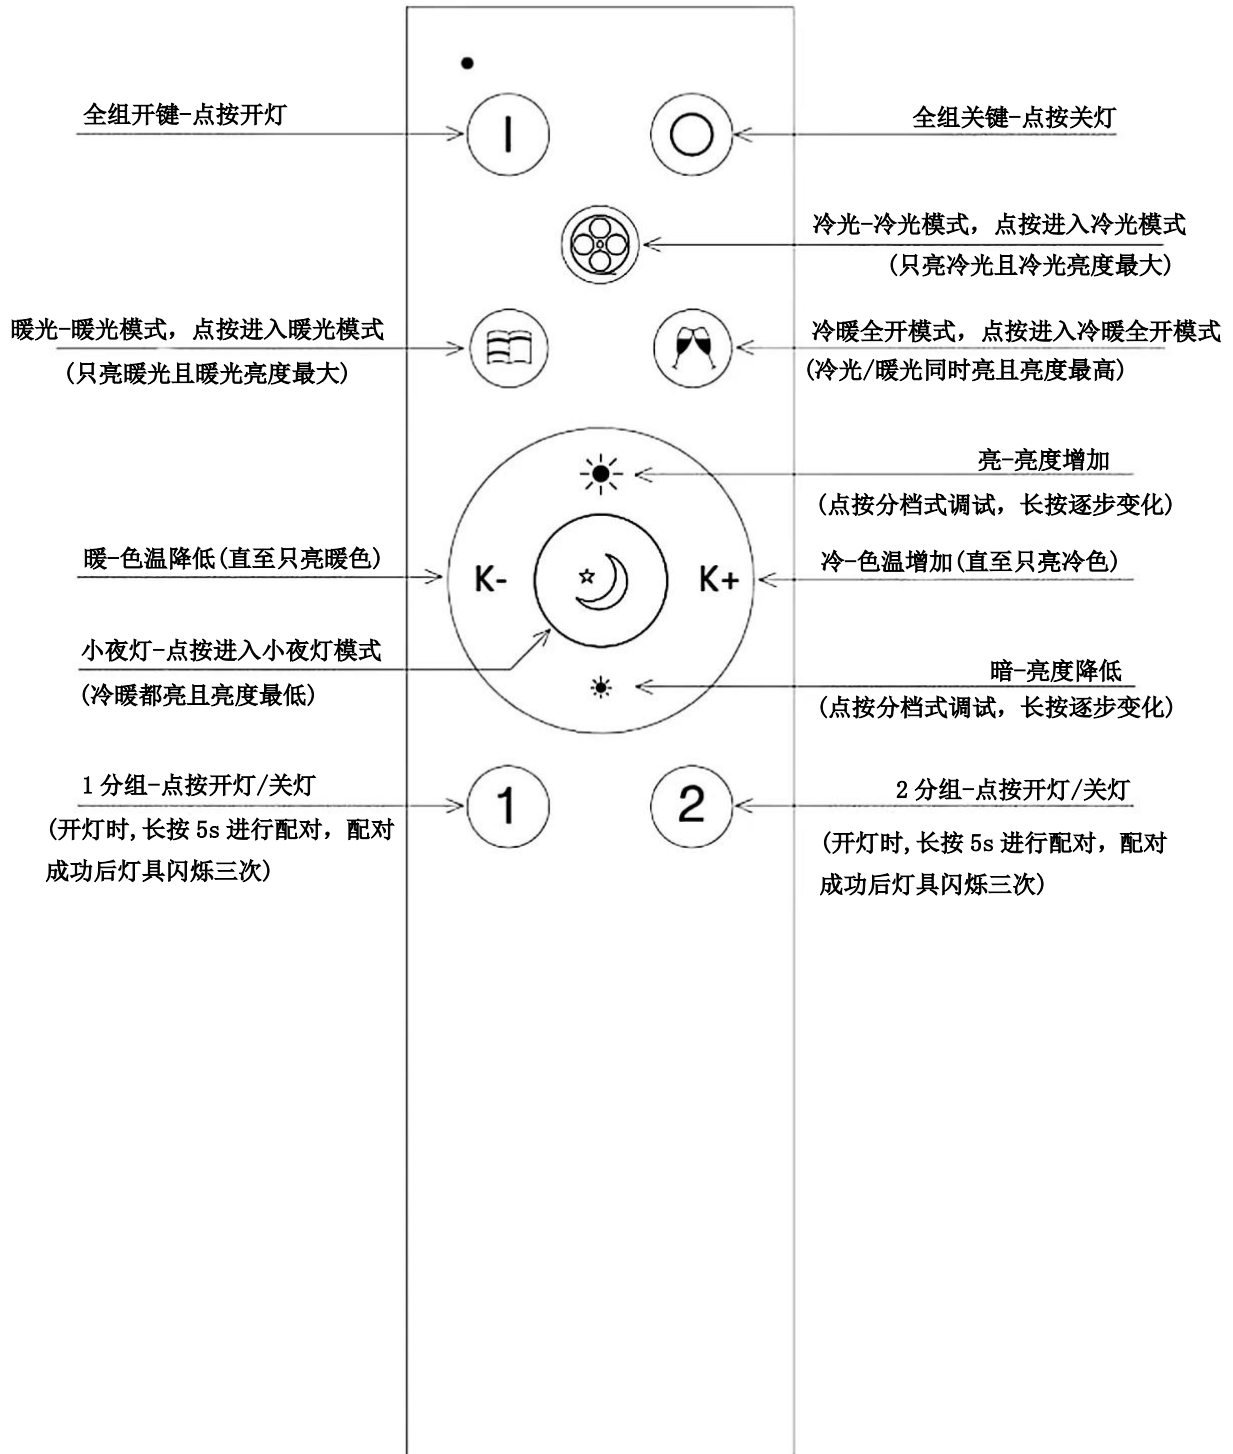 全组开键-点按开灯
全组关键-点按关灯
冷光-冷光模式，点按进入冷光模式
(只亮冷光且冷光亮度最大)
暖光-暖光模式，点按进入暖光模式
(只亮暖光且暖光亮度最大)
冷暖全开模式，点按进入冷暖全开模式
(冷光/暖光同时亮且亮度最高)
亮-亮度增加
(点按分档式调试，长按逐步变化)
暖-色温降低(直至只亮暖色)
K-
K+
冷-色温增加(直至只亮冷色)
小夜灯-点按进入小夜灯模式
(冷暖都亮且亮度最低)
暗-亮度降低
(点按分档式调试，长按逐步变化)
1分组-点按开灯/关灯
(开灯时,长按5s进行配对，配对
成功后灯具闪烁三次)
1
2
2分组-点按开灯/关灯
(开灯时,长按5s进行配对，配对
成功后灯具闪烁三次)